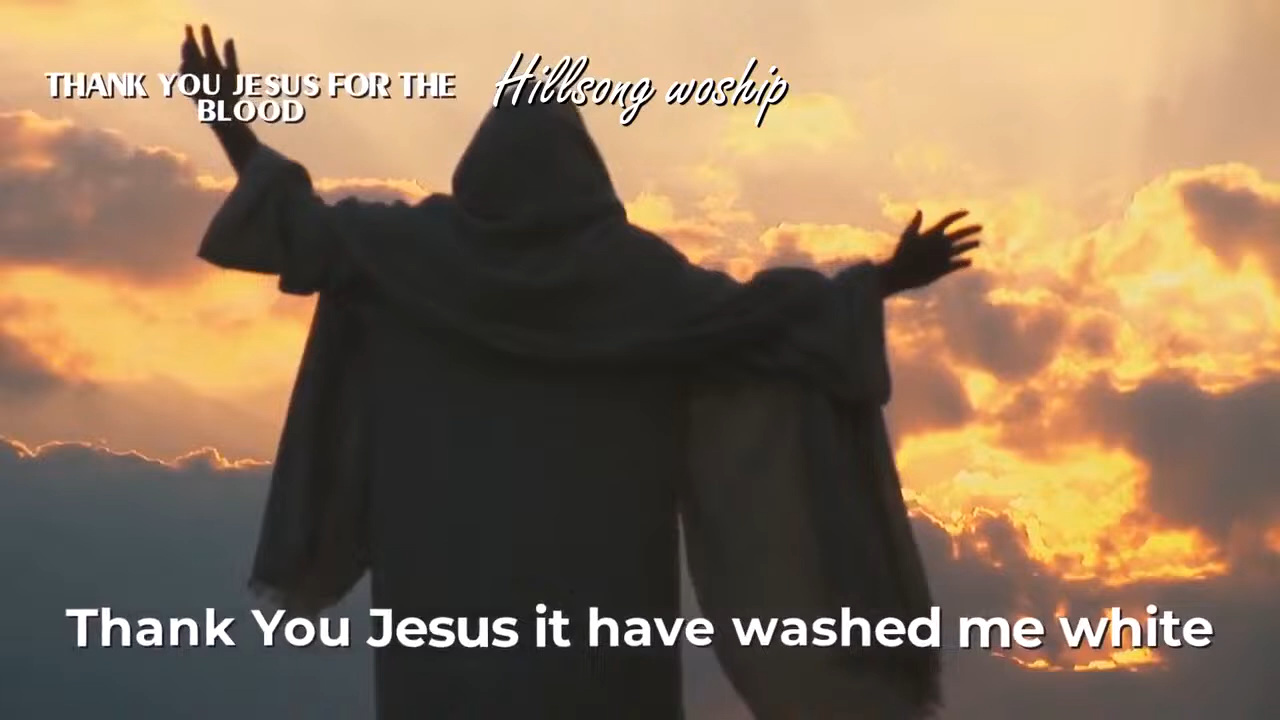 THANK YOU JESUS FOR THE
BLOOD
Hillsong woship
Thank You Jesus it have washed me white